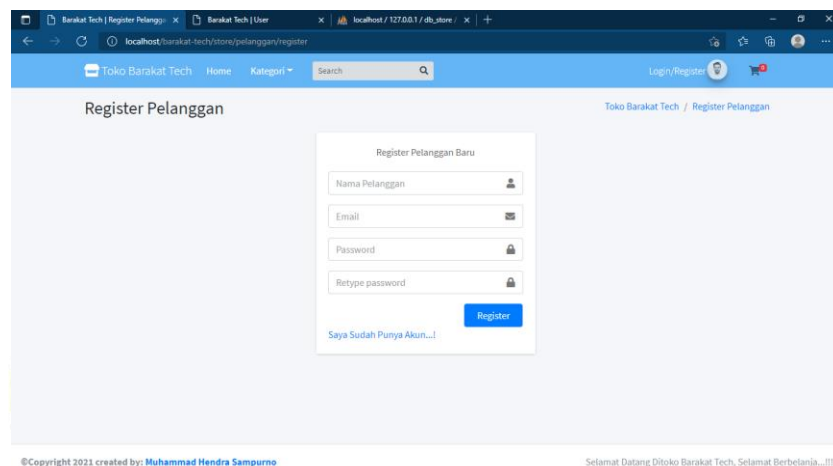 Barakat Tech | Register Pelangga
Barakat Tech | User
localhost / 127.0.0.1 / db_store /
localhost/barakat-tech/store/pelanggan/register
Toko Barakat Tech Home Kategori Search Login/Register 0
Register Pelanggan
Toko Barakat Tech / Register Pelanggan
Register Pelanggan Baru
Nama Pelanggan
Email
Password
Retype password
Register
Saya Sudah Punya Akun...!
©Copyright 2021 created by: Muhammad Hendra Sampurno
Selamat Datang Ditoko Barakat Tech, Selamat Berbelanja...!!!